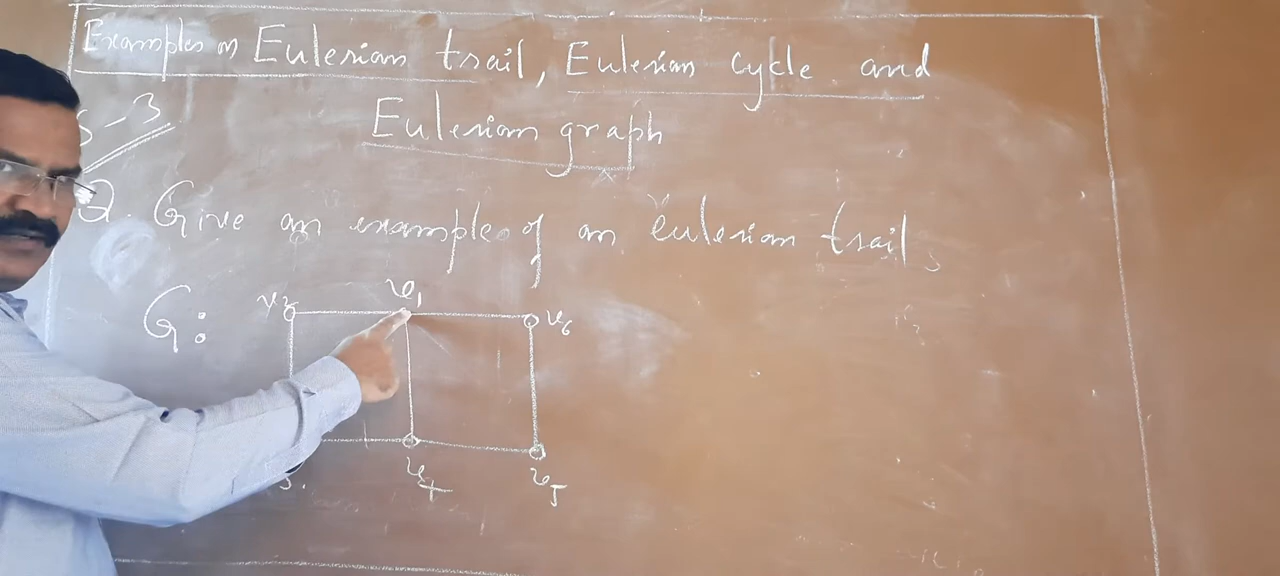 Examples on Eulerian trail, Eulerian cycle and
Eulerian graph
S-3
Q. Give an example of an eulerian trail,
G:
v2 v1 v6
3. v4 v5